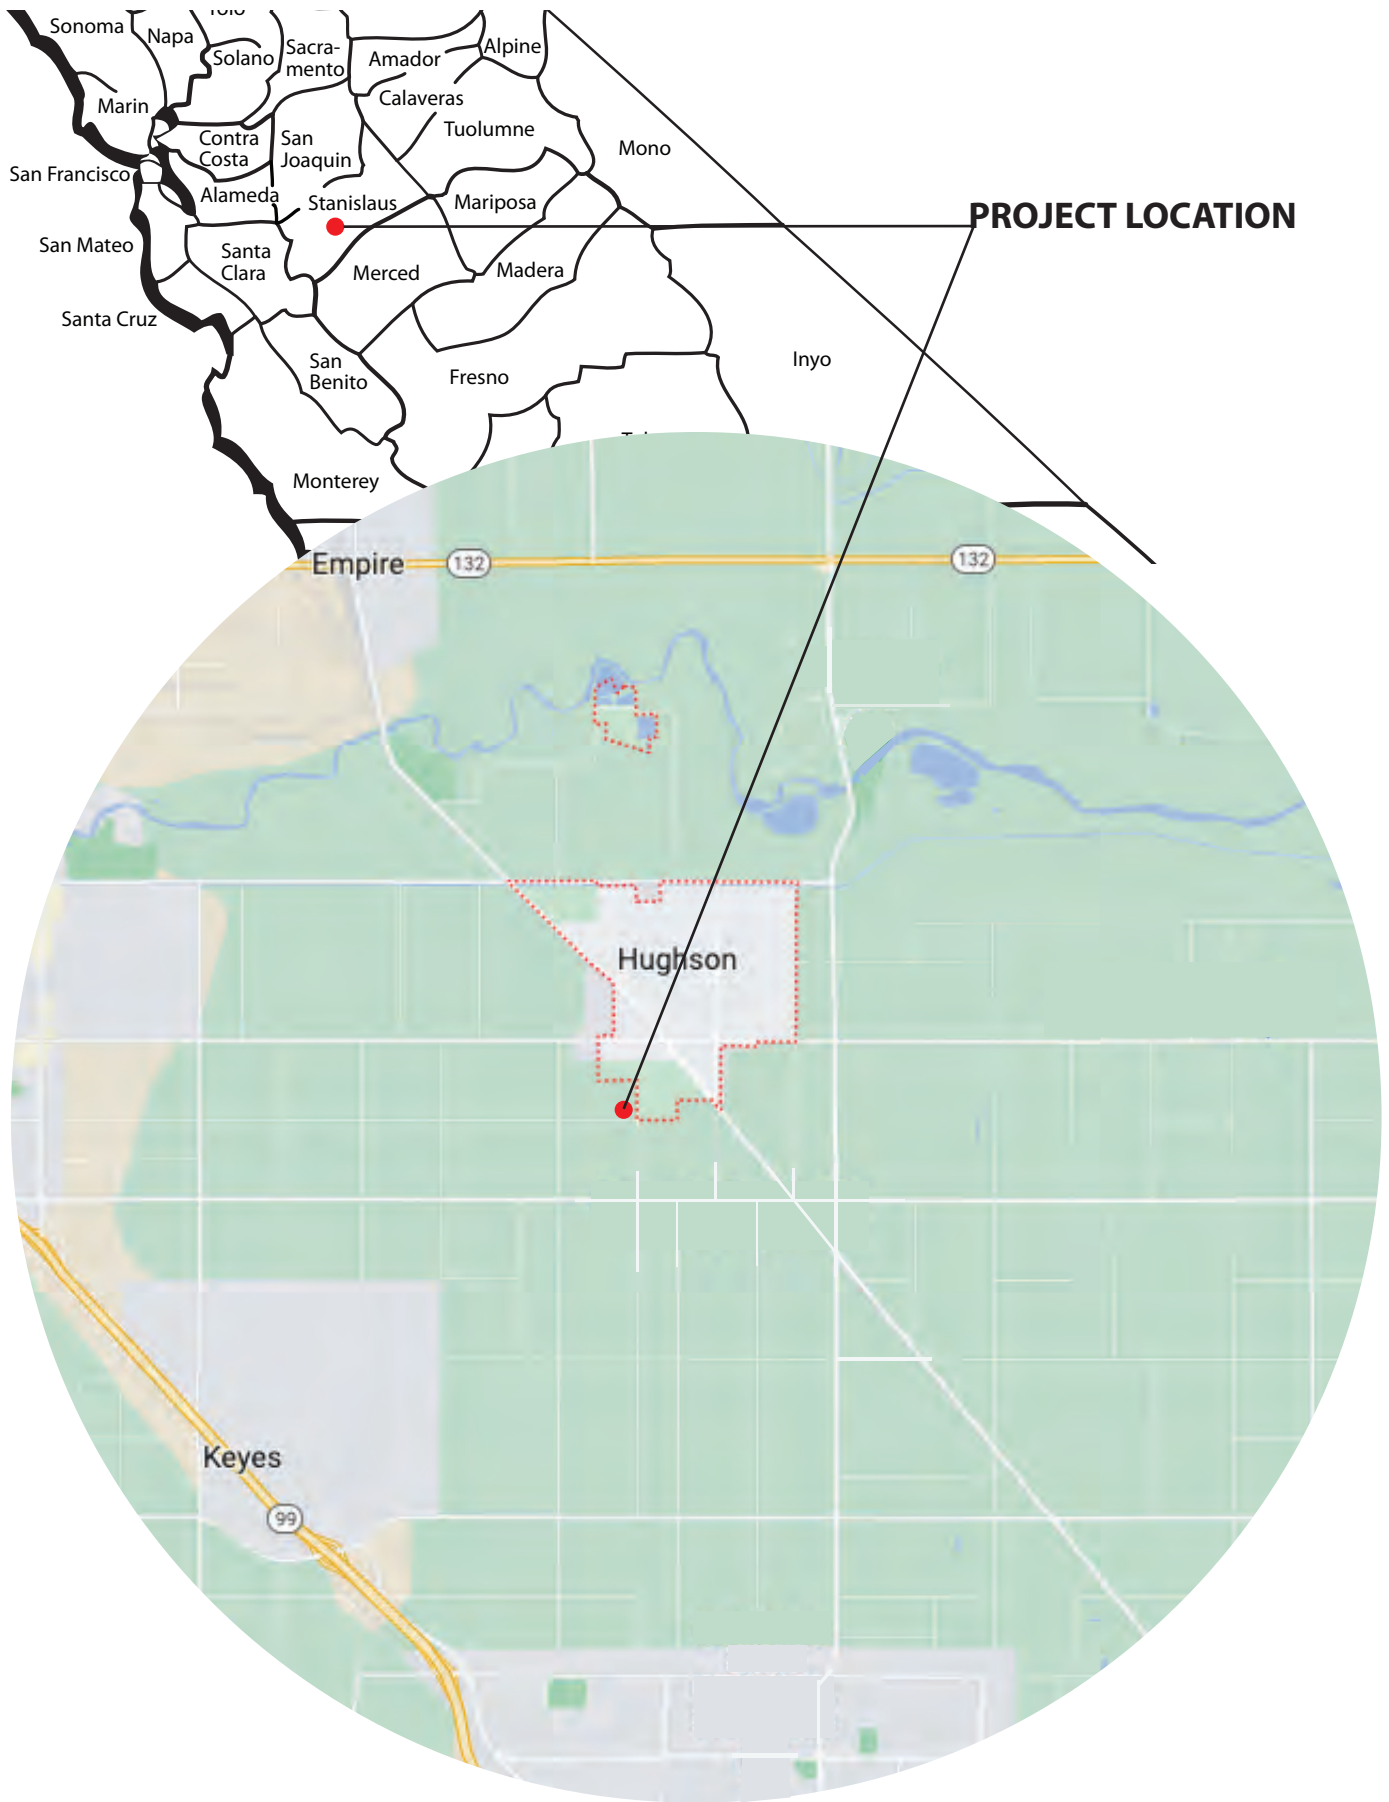 Sonoma
Napa
Solano
Sacra-
mento
Amador
Alpine
Marin
Calaveras
Contra
Costa
San
Joaquin
Tuolumne
Mono
San Francisco
Alameda
Stanislaus
Mariposa
PROJECT LOCATION
San Mateo
Santa
Clara
Merced
Madera
Santa Cruz
San
Benito
Fresno
Inyo
Monterey
Empire
132
132
Hughson
Keyes
99